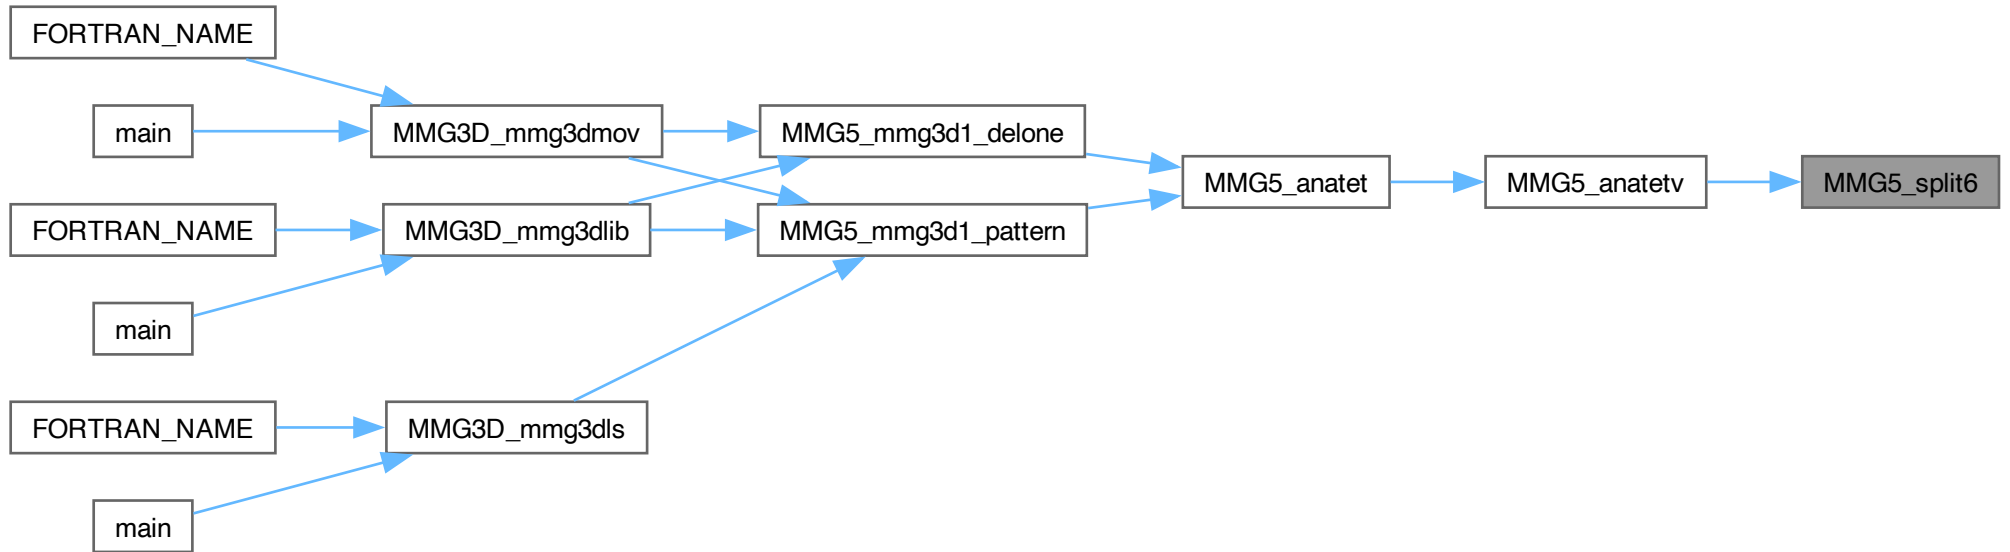 FORTRAN_NAME
main
MMG3D_mmg3dmov
MMG5_mmg3d1_delone
MMG5_anatet
MMG5_anatetv
MMG5_split6
FORTRAN_NAME
MMG3D_mmg3dlib
MMG5_mmg3d1_pattern
main
FORTRAN_NAME
MMG3D_mmg3dls
main